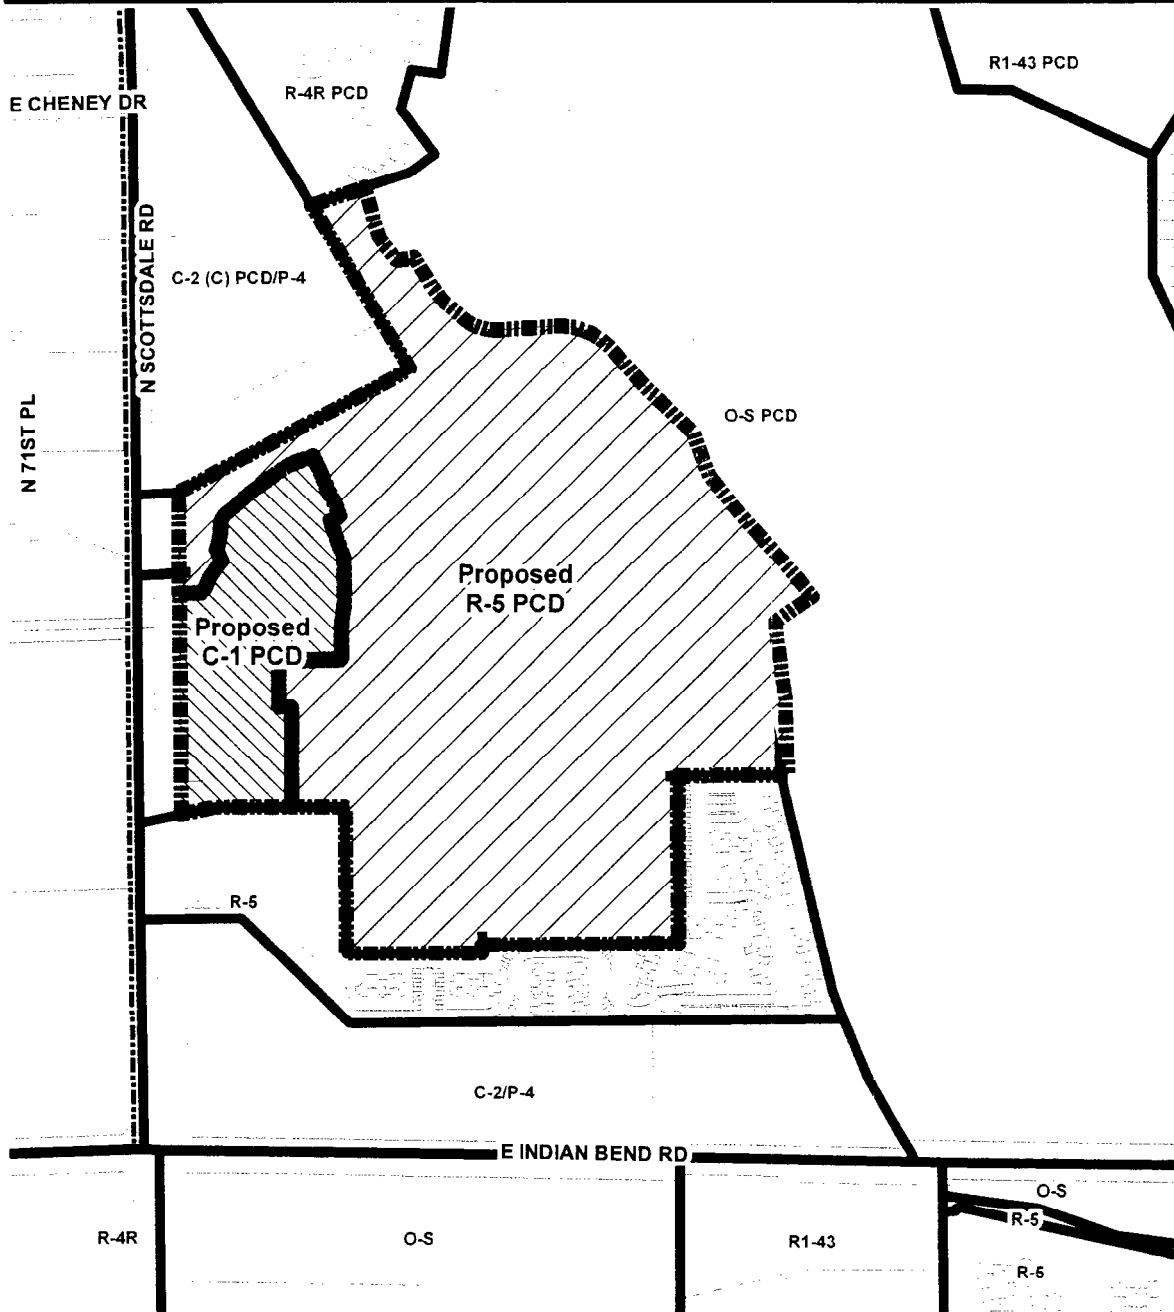 R1-43 PCD
R-4R PCD
E CHENEY DR
N SCOTTSDALE RD
C-2 (C) PCD/P-4
N 71ST PL
O-S PCD
Proposed
R-5 PCD
Proposed
C-1 PCD
R-5
C-2/P-4
E INDIAN BEND RD
O-S
R-5
R-4R
O-S
R1-43
R-5